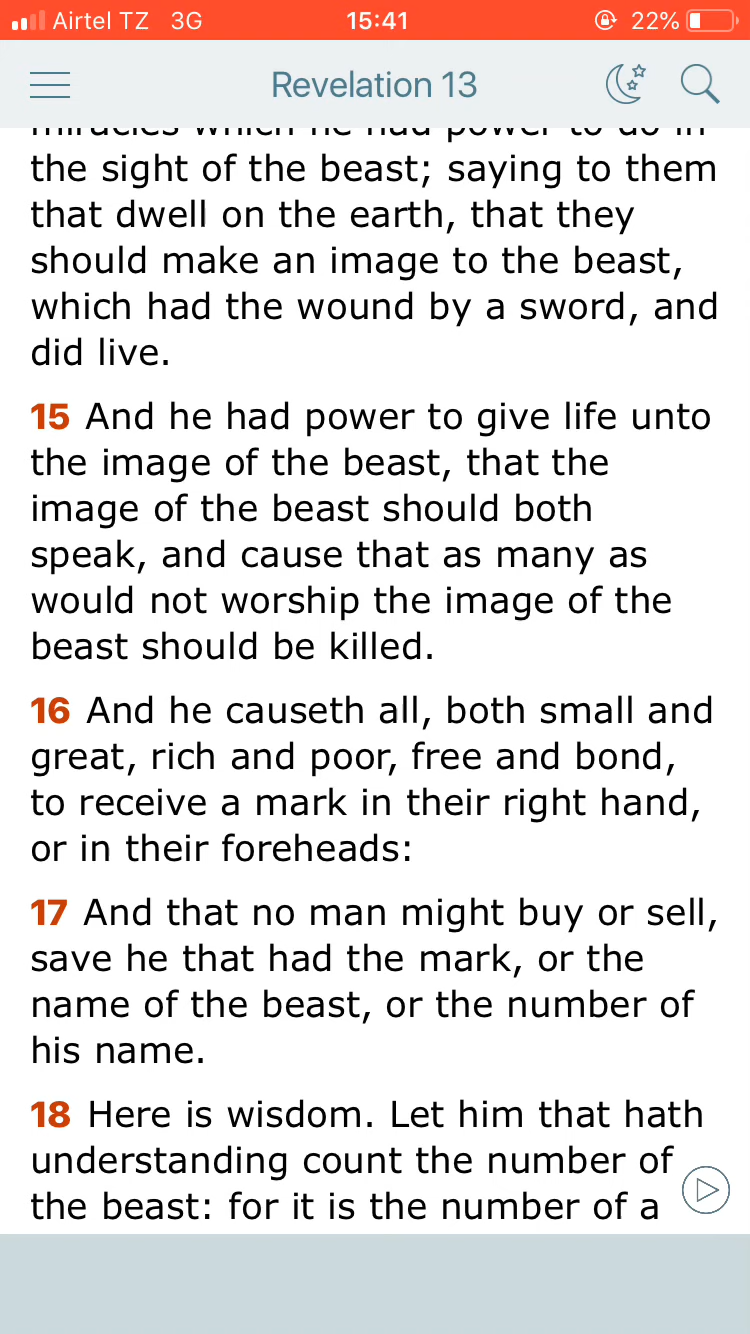 Airtel TZ 3G 15:41 22%
Revelation 13
miracles which he had power to do in
the sight of the beast; saying to them
that dwell on the earth, that they
should make an image to the beast,
which had the wound by a sword, and
did live.
15 And he had power to give life unto
the image of the beast, that the
image of the beast should both
speak, and cause that as many as
would not worship the image of the
beast should be killed.
16 And he causeth all, both small and
great, rich and poor, free and bond,
to receive a mark in their right hand,
or in their foreheads:
17 And that no man might buy or sell,
save he that had the mark, or the
name of the beast, or the number of
his name.
18 Here is wisdom. Let him that hath
understanding count the number of
the beast: for it is the number of a